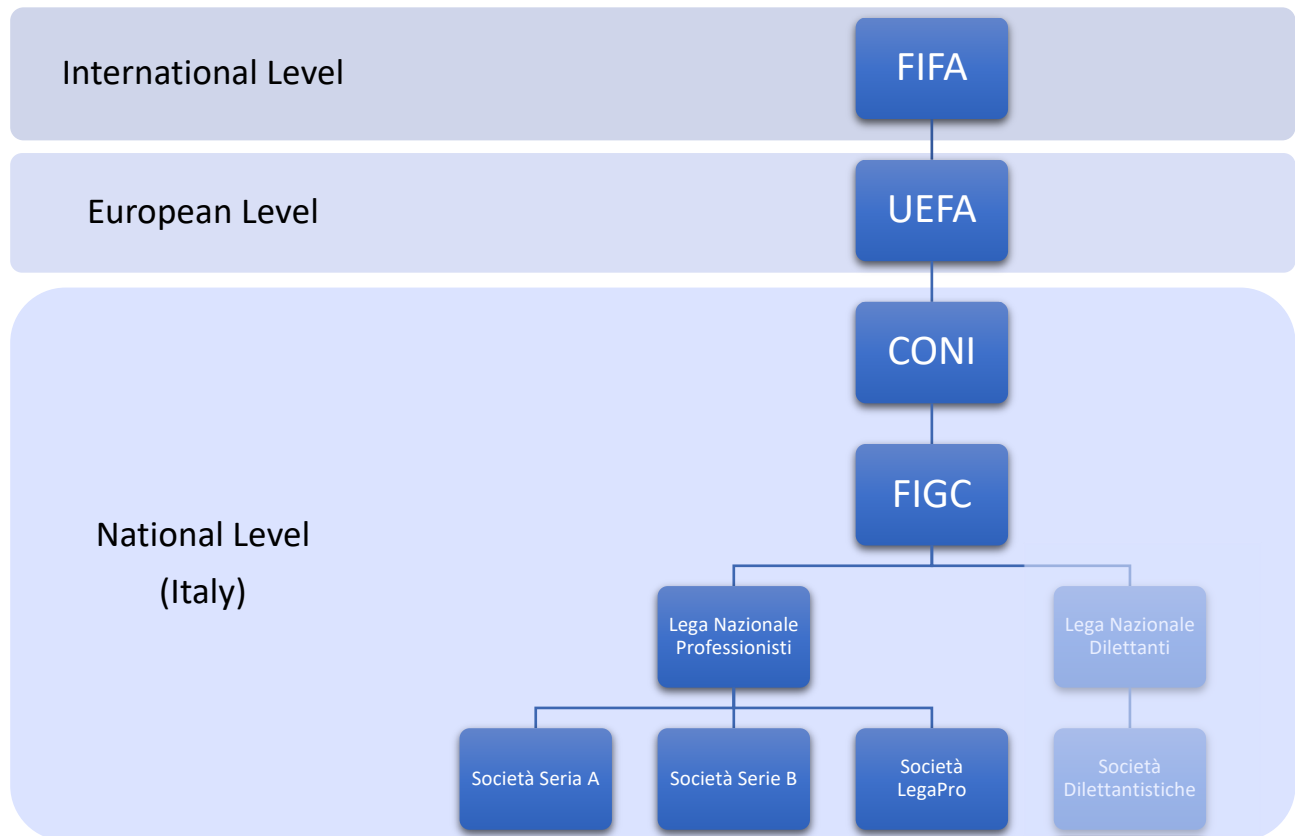 International Level
FIFA
European Level
UEFA
CONI
FIGC
National Level
(Italy)
Lega Nazionale
Professionisti
Lega Nazionale
Dilettanti
Società Seria A
Società Serie B
Società
LegaPro
Società
Dilettantistiche